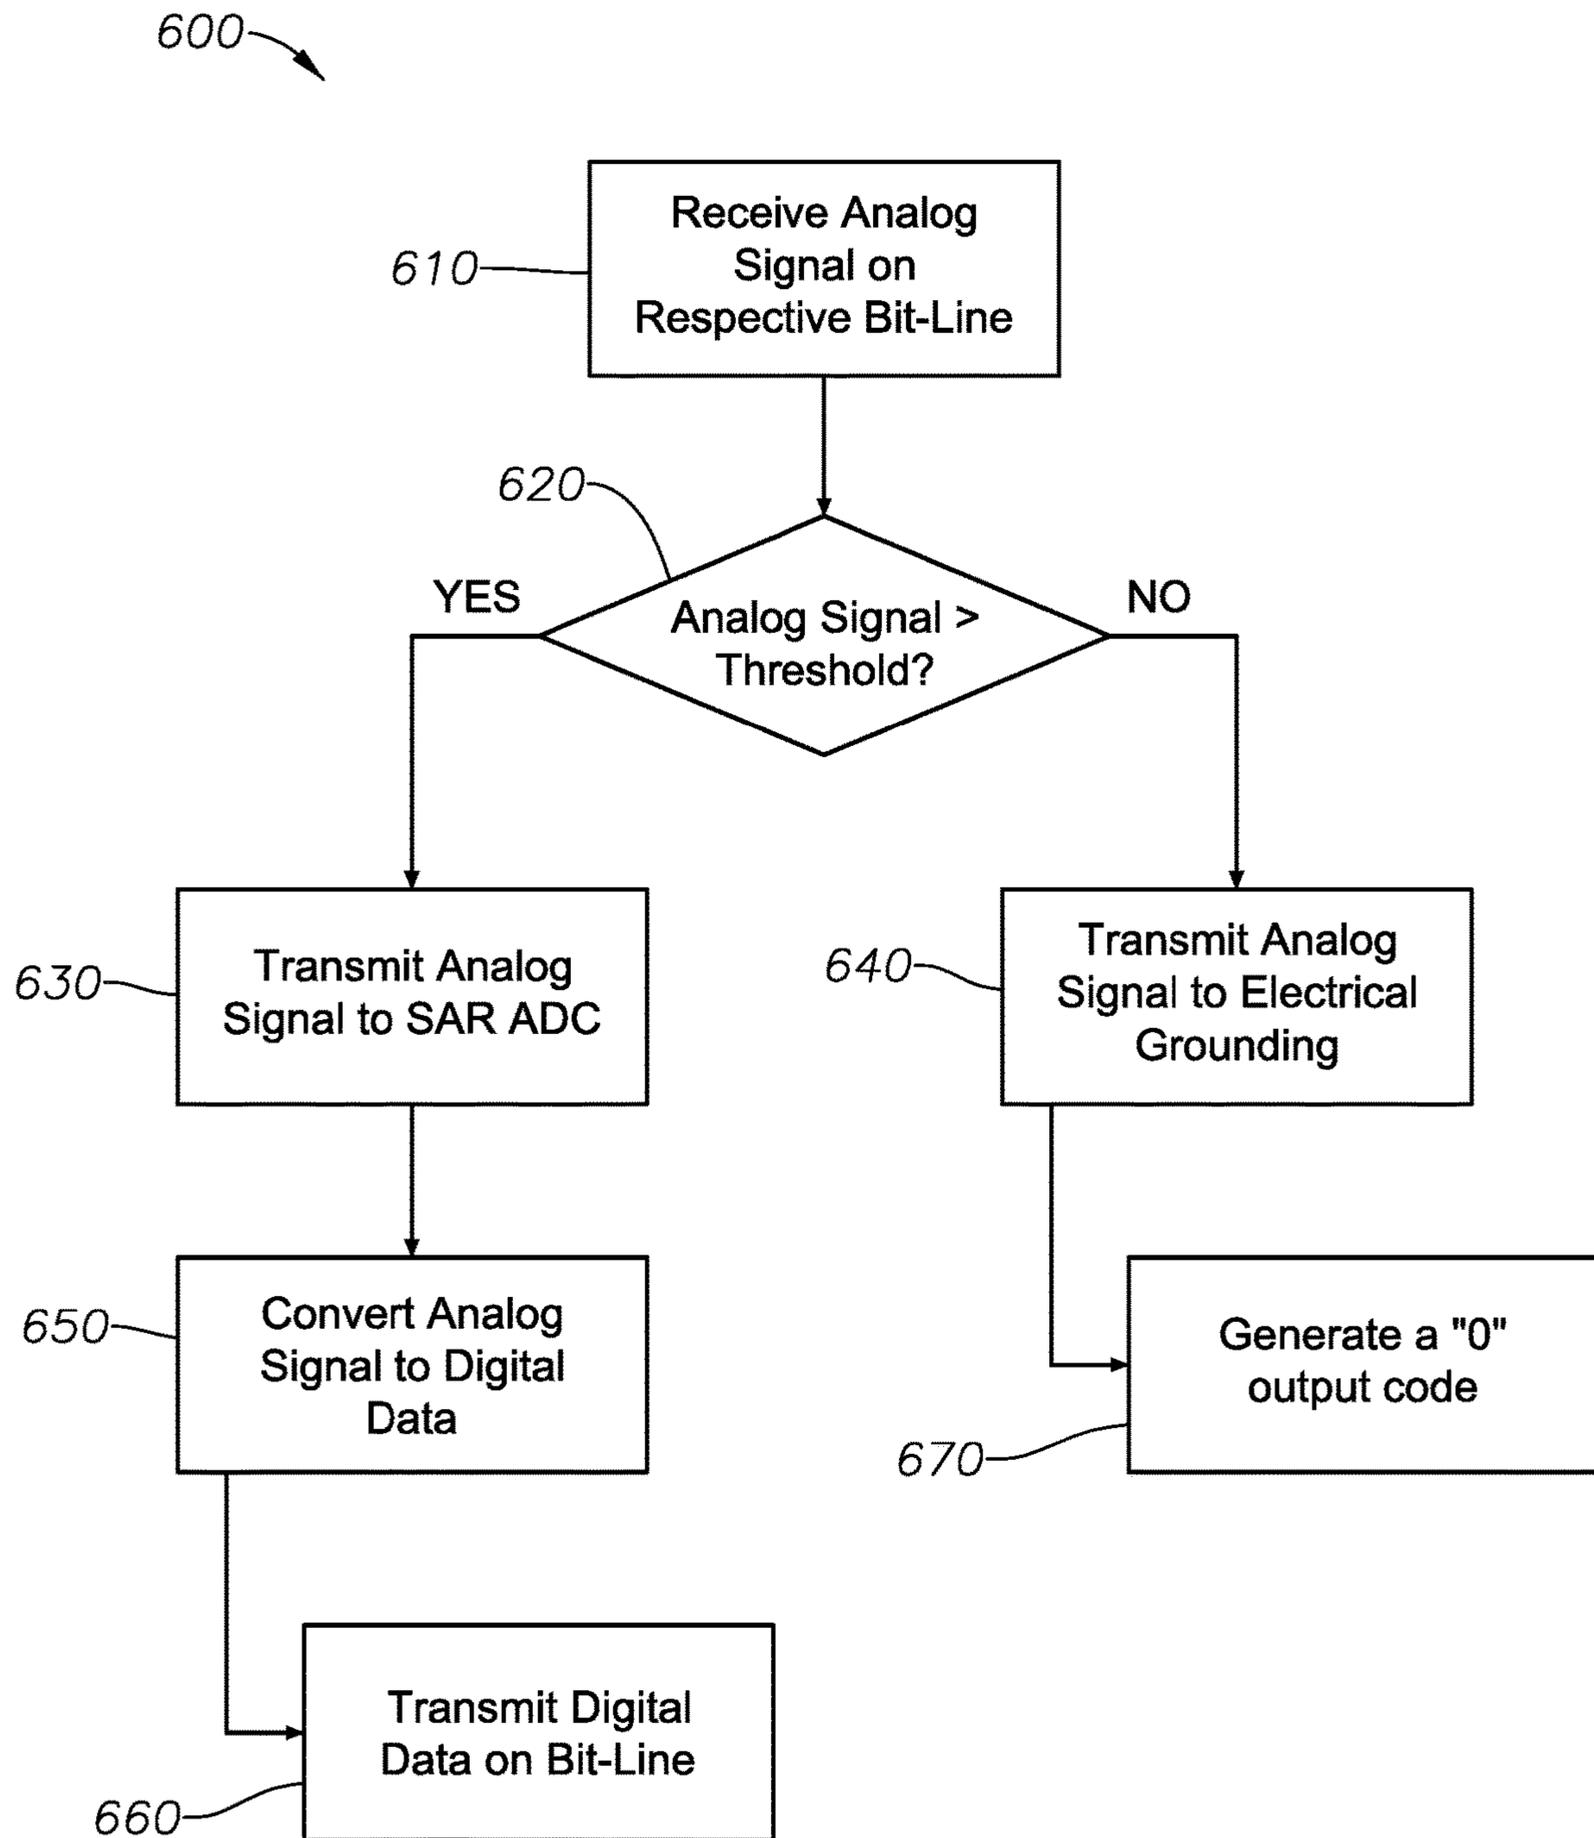 600
610
Receive Analog
Signal on
Respective Bit-Line
620
YES
Analog Signal >
Threshold?
NO
630
Transmit Analog
Signal to SAR ADC
640
Transmit Analog
Signal to Electrical
Grounding
650
Convert Analog
Signal to Digital
Data
670
Generate a "0"
output code
660
Transmit Digital
Data on Bit-Line